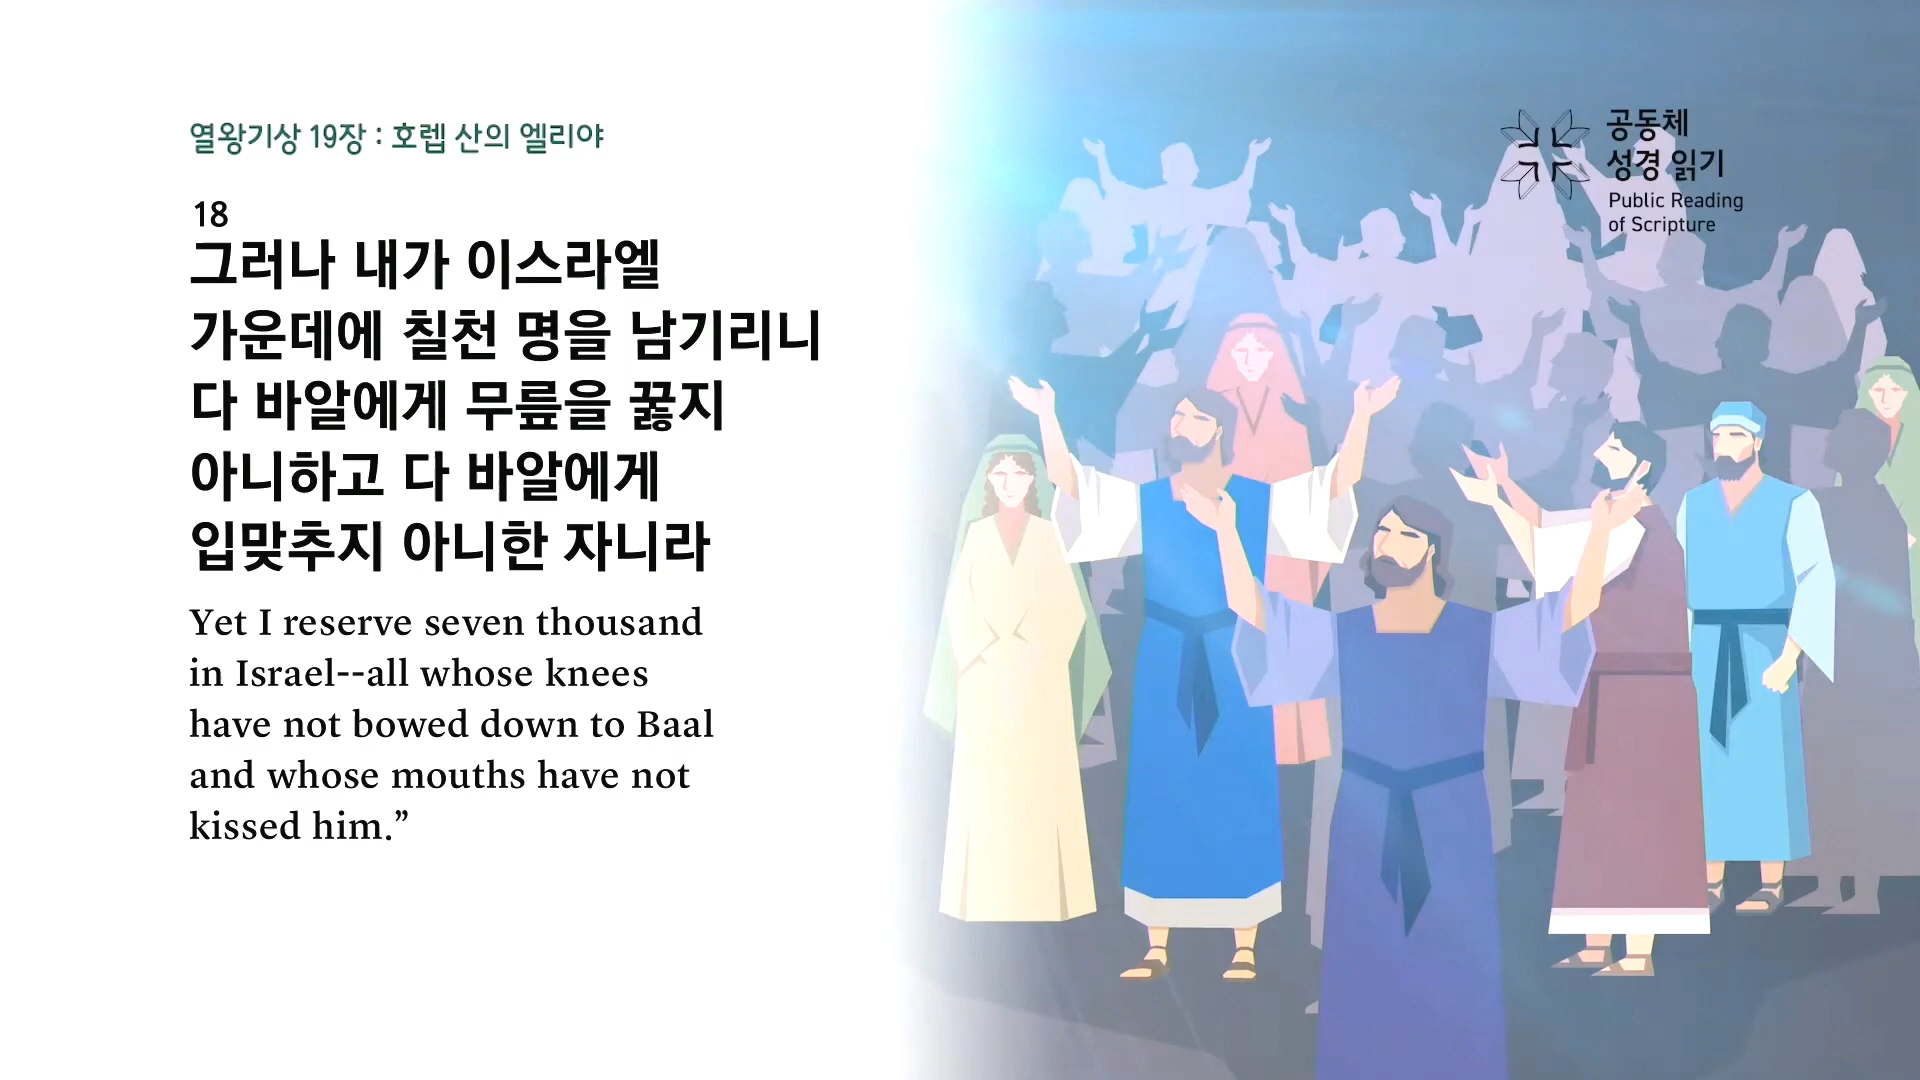 열왕기상 19장 : 호렙 산의 엘리야
18
그러나 내가 이스라엘
가운데에 칠천 명을 남기리니
다 바알에게 무릎을 꿇지
아니하고 다 바알에게
입맞추지 아니한 자니라
Yet I reserve seven thousand
in Israel--all whose knees
have not bowed down to Baal
and whose mouths have not
kissed him.”
공동체
성경 읽기
Public Reading
of Scripture